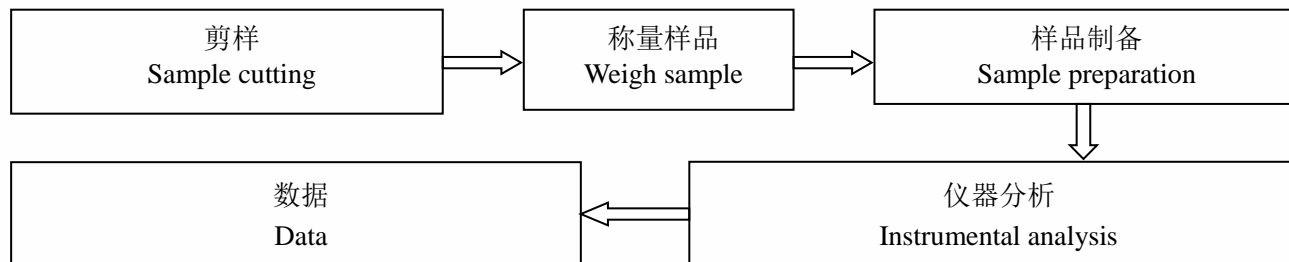 剪样
Sample cutting
称量样品
Weigh sample
样品制备
Sample preparation
仪器分析
Instrumental analysis
数据
Data